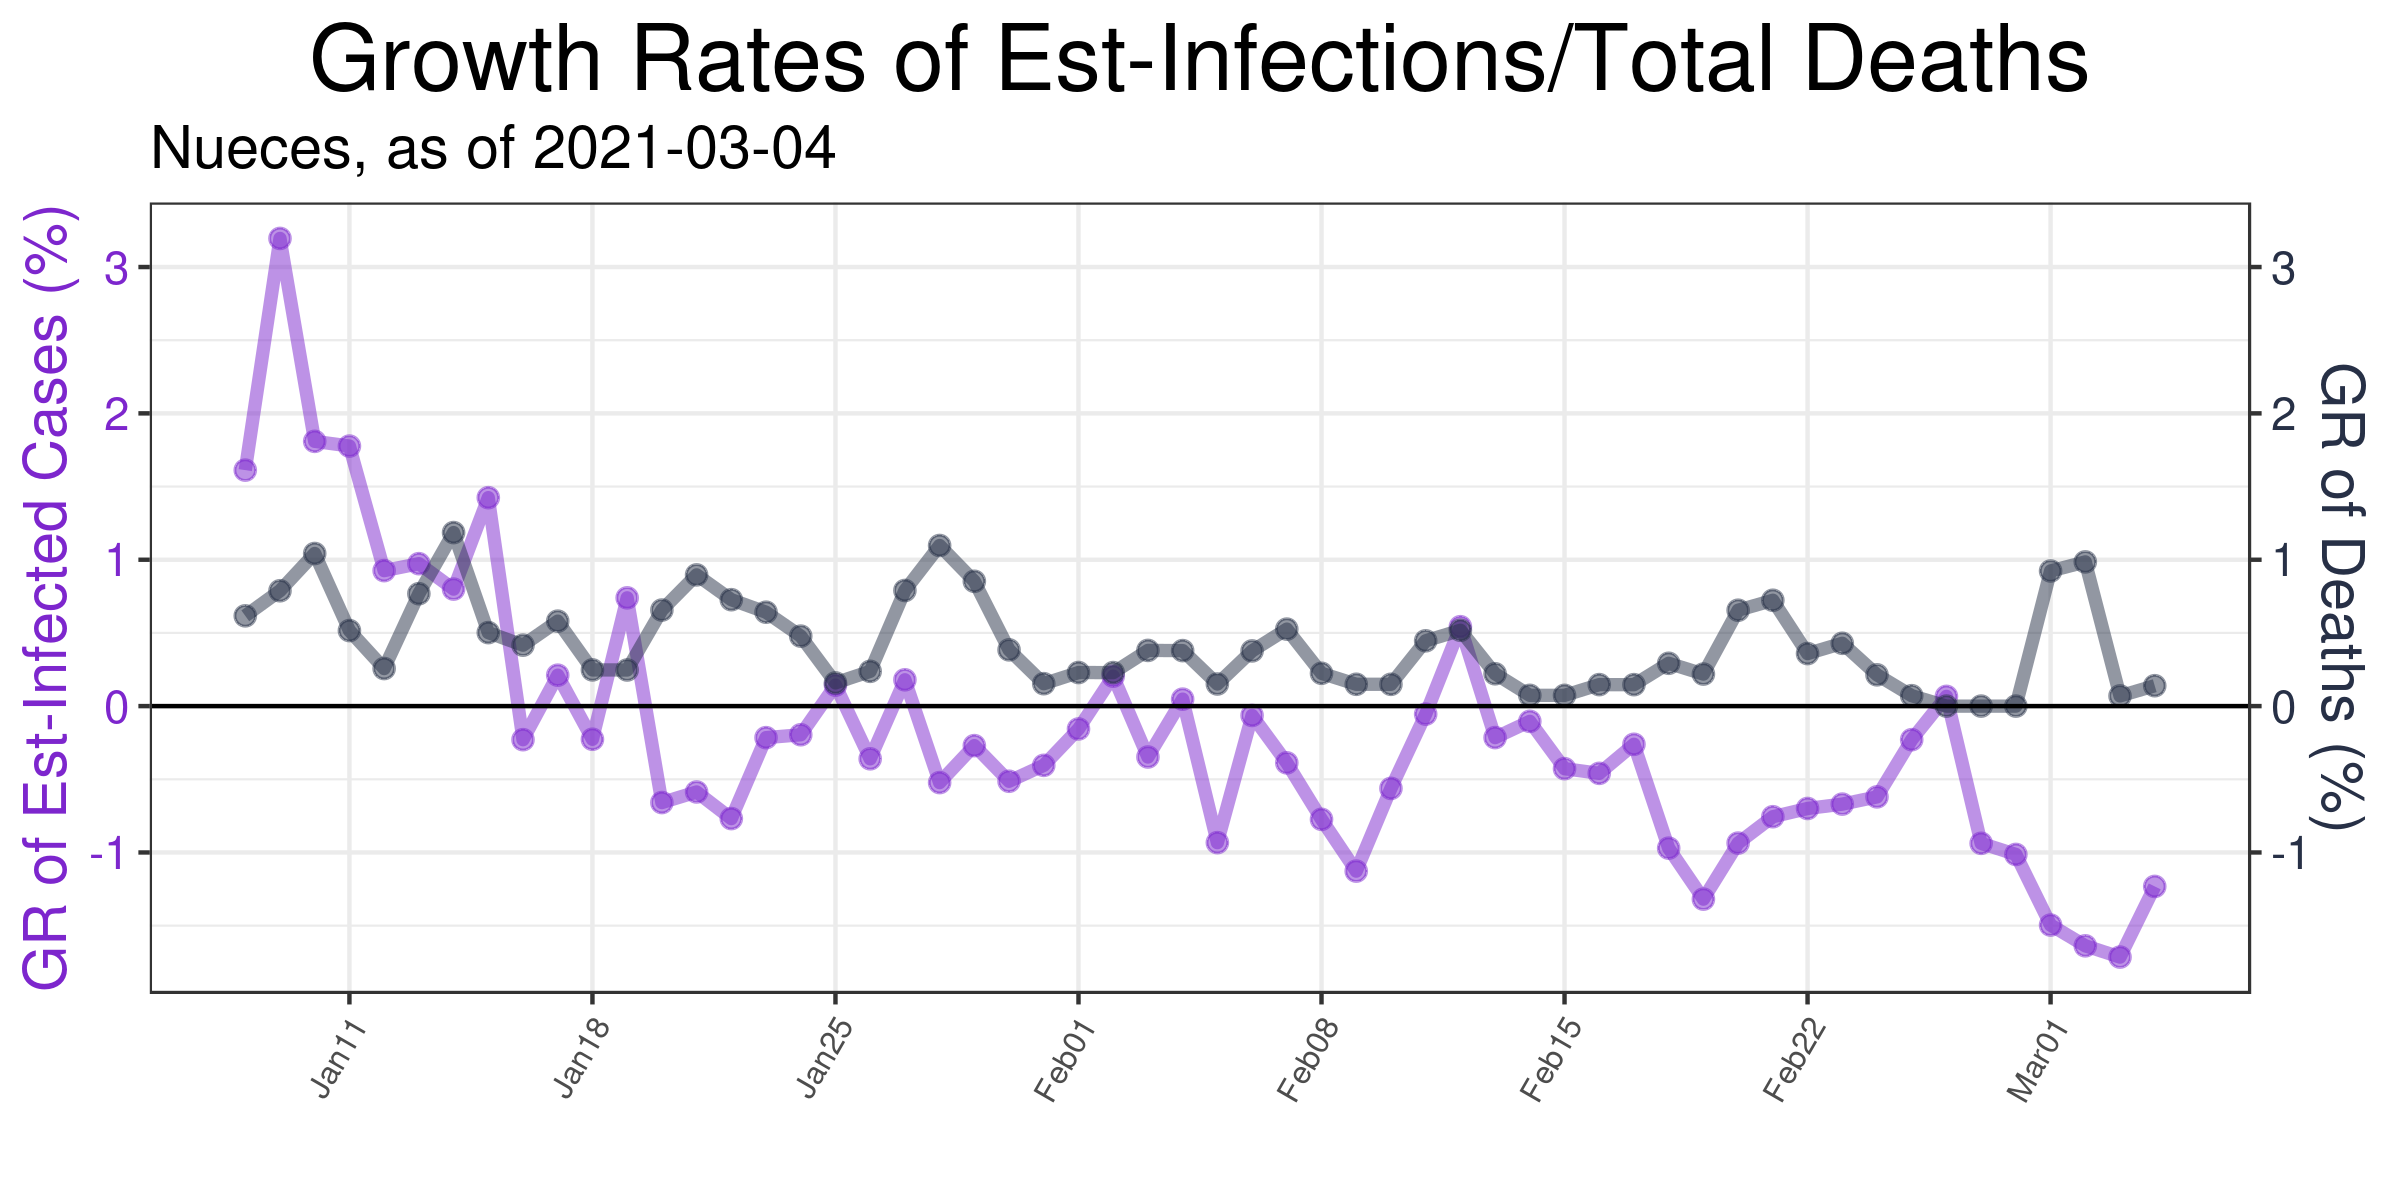 Growth Rates of Est-Infections/Total Deaths
Nueces, as of 2021-03-04
GR of Est-Infected Cases (%)
3
2
1
0
-1
3
2
1
0
-1
GR of Deaths (%)
Jan11
Jan18
Jan25
Feb01
Feb08
Feb15
Feb22
Mar01